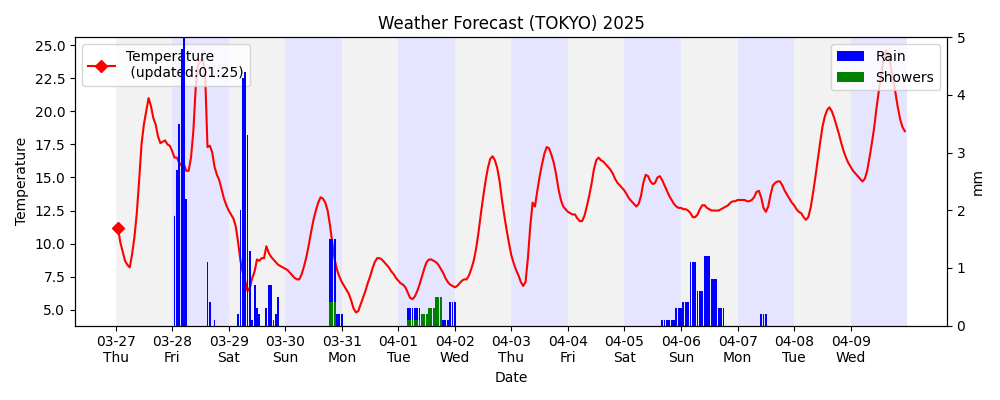 Weather Forecast (TOKYO) 2025
Temperature
(updated:01:25)
Rain
Showers
Temperature
25.0
22.5
20.0
17.5
15.0
12.5
10.0
7.5
5.0
5
4
3
2
1
0
mm
03-27 03-28 03-29 03-30 03-31 04-01 04-02 04-03 04-04 04-05 04-06 04-07 04-08 04-09
Thu Fri Sat Sun Mon Tue Wed Thu Fri Sat Sun Mon Tue Wed
Date